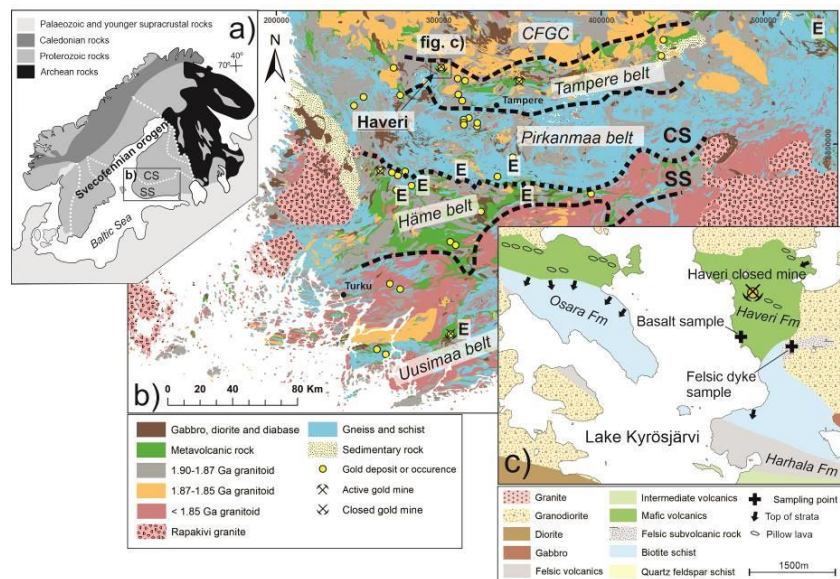 Palaeozoic and younger supracrustal rocks
Caledonian rocks
Proterozoic rocks
Archean rocks
a)
40°
70°
Svecofennian orogen
b)
CS
SS
Baltic Sea
200000
300000
400000
500000
N
fig. c)
CFGC
E
Tampere belt
Tampere
Haveri
Pirkanmaa belt
CS
SS
E
E
E
E
E
E
Häme belt
Turku
E
Uusimaa belt
b)
0
20
40
80 Km
Haveri closed mine
Haveri Fm
Osara Fm
Basalt sample
Felsic dyke
sample
Lake Kyrösjärvi
Harhala Fm
c)
Gabbro, diorite and diabase
Metavolcanic rock
1.90-1.87 Ga granitoid
1.87-1.85 Ga granitoid
< 1.85 Ga granitoid
Rapakivi granite
Gneiss and schist
Sedimentary rock
Gold deposit or occurence
Active gold mine
Closed gold mine
Granite
Granodiorite
Diorite
Gabbro
Felsic volcanics
Intermediate volcanics
Mafic volcanics
Felsic subvolcanic rock
Biotite schist
Quartz feldspar schist
Sampling point
Top of strata
Pillow lava
1500m